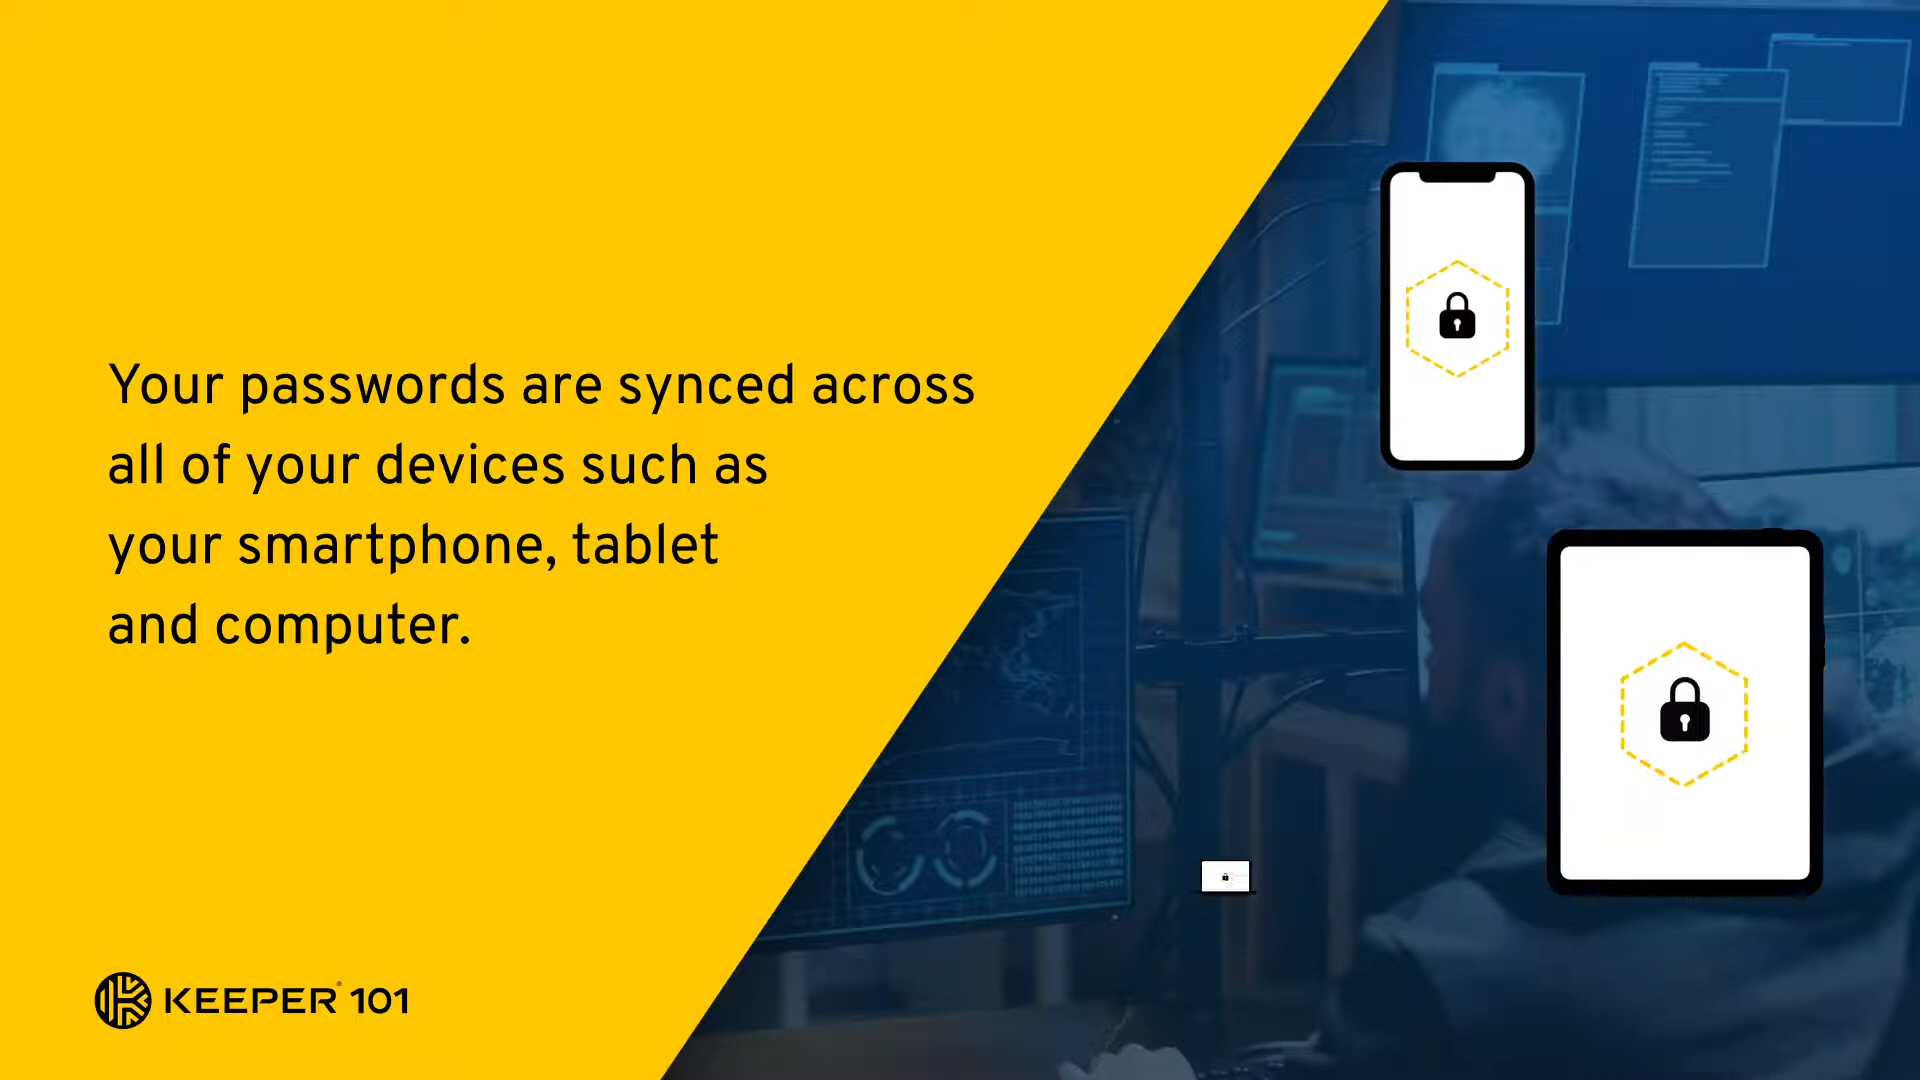 Your passwords are synced across
all of your devices such as
your smartphone, tablet
and computer.
KEEPER® 101